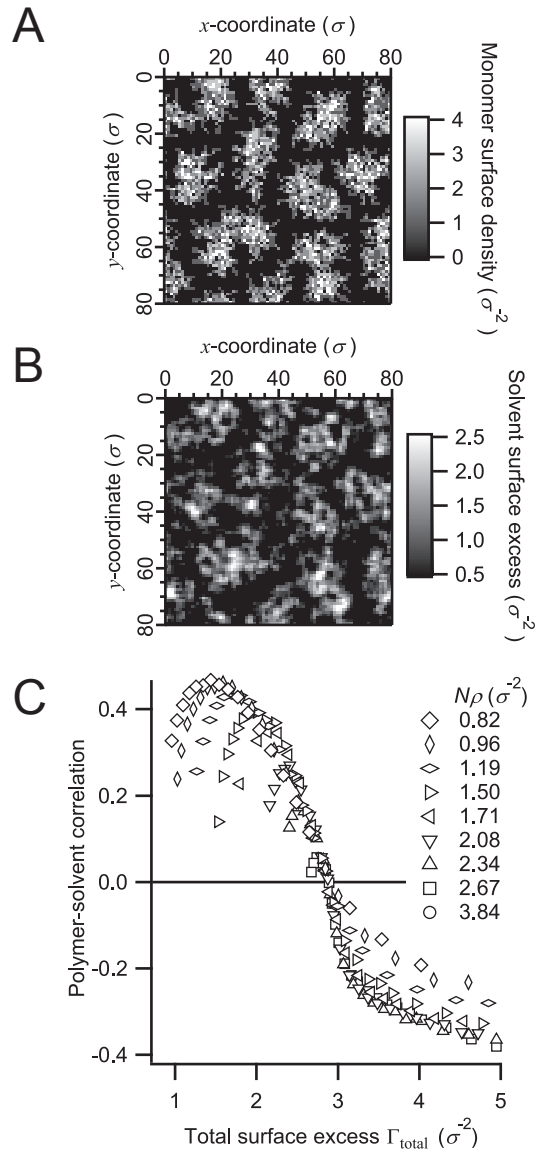 A
x-coordinate (σ)
0 20 40 60 80
y-coordinate (σ)
0
20
40
60
80
4
3
2
1
0
Monomer surface density (σ⁻²)
B
x-coordinate (σ)
0 20 40 60 80
y-coordinate (σ)
0
20
40
60
80
2.5
2.0
1.5
1.0
0.5
Solvent surface excess (σ⁻²)
C
Polymer-solvent correlation
0.4
0.2
0.0
-0.2
-0.4
Nρ (σ⁻²)
0.82
0.96
1.19
1.50
1.71
2.08
2.34
2.67
3.84
1 2 3 4 5
Total surface excess Γtotal (σ⁻²)